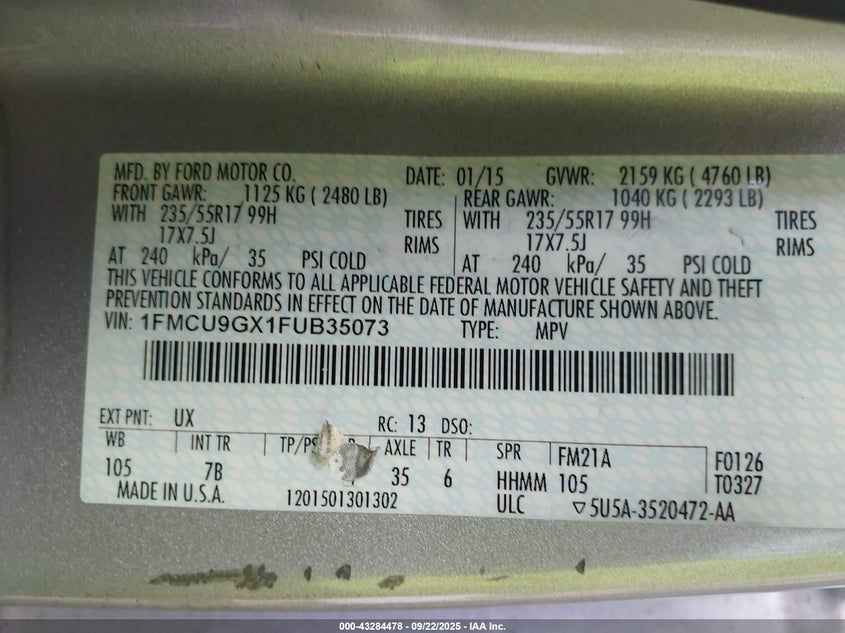 MFD. BY FORD MOTOR CO. DATE: 01/15 GVWR: 2159 KG ( 4760 LB)
FRONT GAWR: 1125 KG ( 2480 LB) REAR GAWR: 1040 KG ( 2293 LB)
WITH 235/55R17 99H TIRES WITH 235/55R17 99H TIRES
17X7.5J RIMS 17X7.5J RIMS
AT 240 kPa/ 35 PSI COLD AT 240 kPa/ 35 PSI COLD
THIS VEHICLE CONFORMS TO ALL APPLICABLE FEDERAL MOTOR VEHICLE SAFETY AND THEFT
PREVENTION STANDARDS IN EFFECT ON THE DATE OF MANUFACTURE SHOWN ABOVE.
VIN: 1FMCU9GX1FUB35073 TYPE: MPV
EXT PNT: UX RC: 13 DSO:
WB INT TR AXLE TR SPR FM21A F0126
105 7B 35 6 HHMM 105 T0327
MADE IN U.S.A. 1201501301302 ULC ▽5U5A-3520472-AA
000-43284478 - 09/22/2025 - IAA Inc.